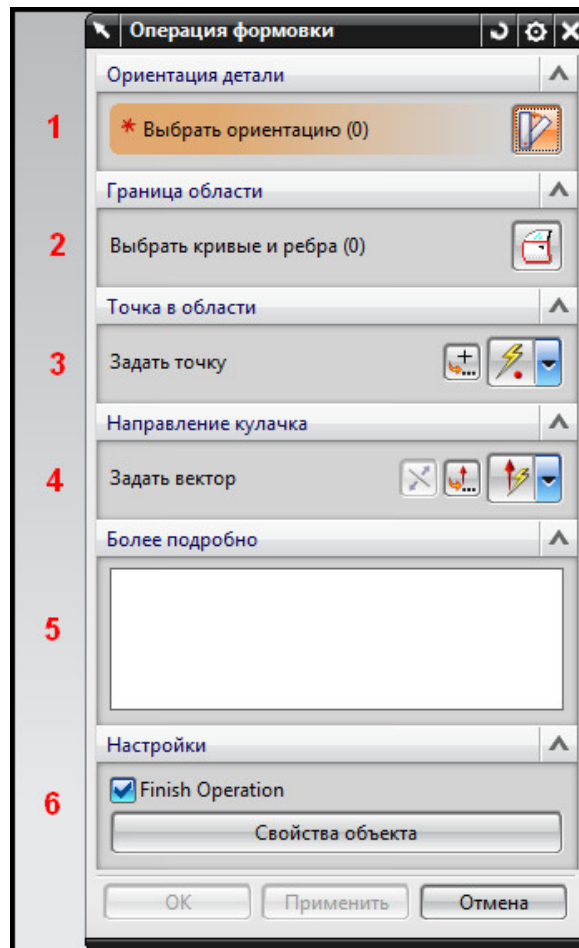 Операция формовки
Ориентация детали
1
* Выбрать ориентацию (0)
Граница области
2
Выбрать кривые и ребра (0)
Точка в области
3
Задать точку
Направление кулачка
4
Задать вектор
Более подробно
5
Настройки
6
Finish Operation
Свойства объекта
OK Применить Отмена